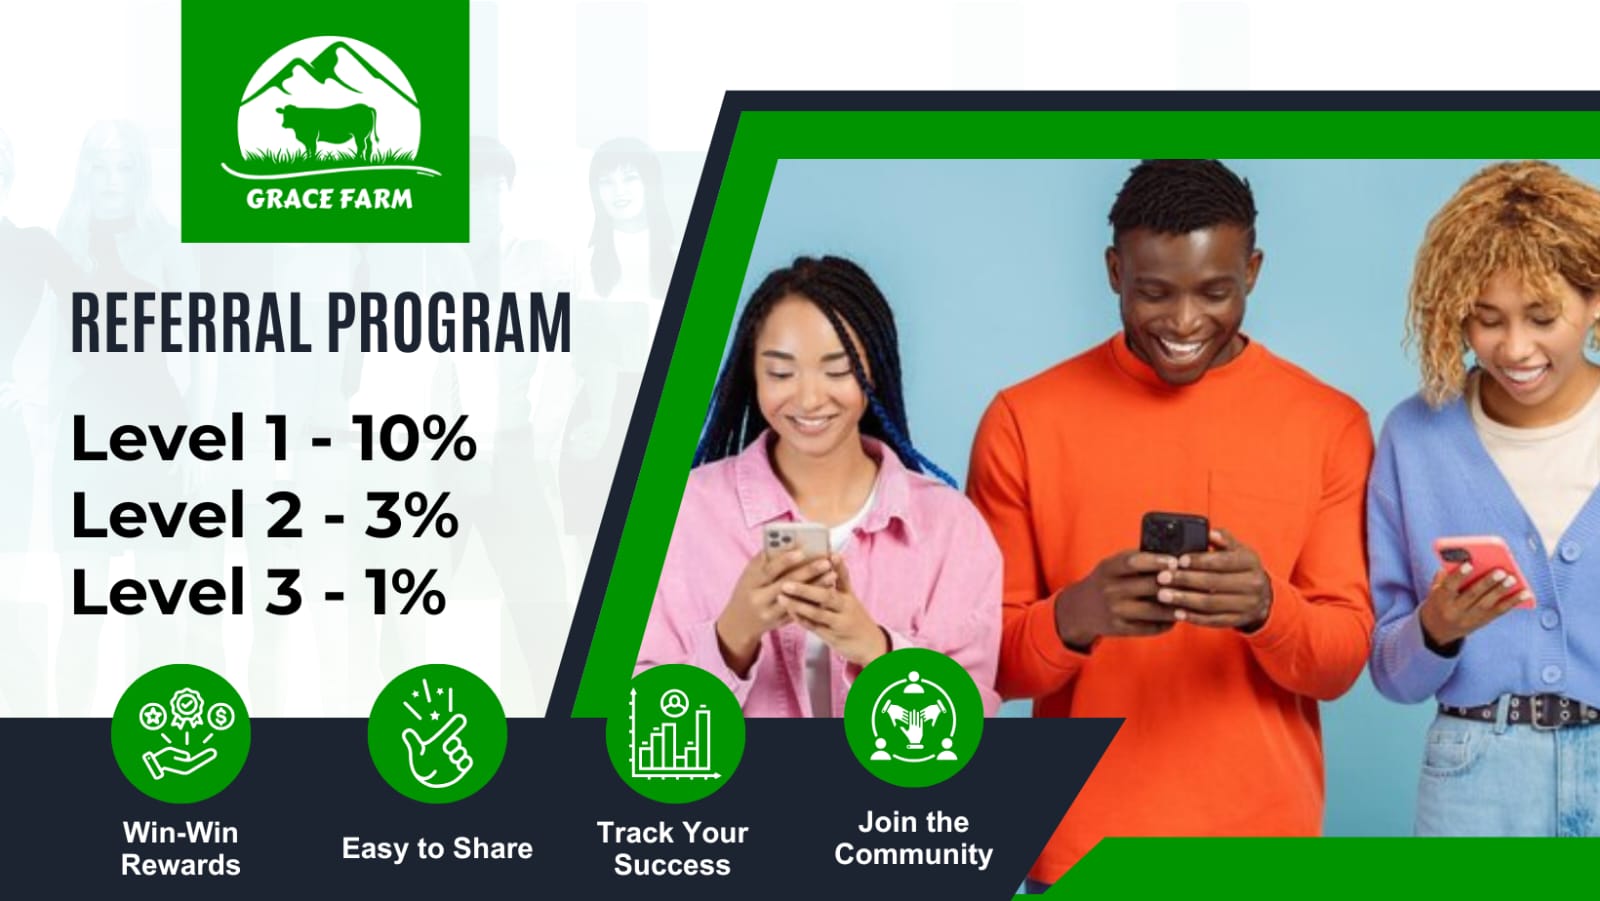 GRACE FARM
REFERRAL PROGRAM
Level 1 - 10%
Level 2 - 3%
Level 3 - 1%
Win-Win
Rewards
Easy to Share
Track Your
Success
Join the
Community